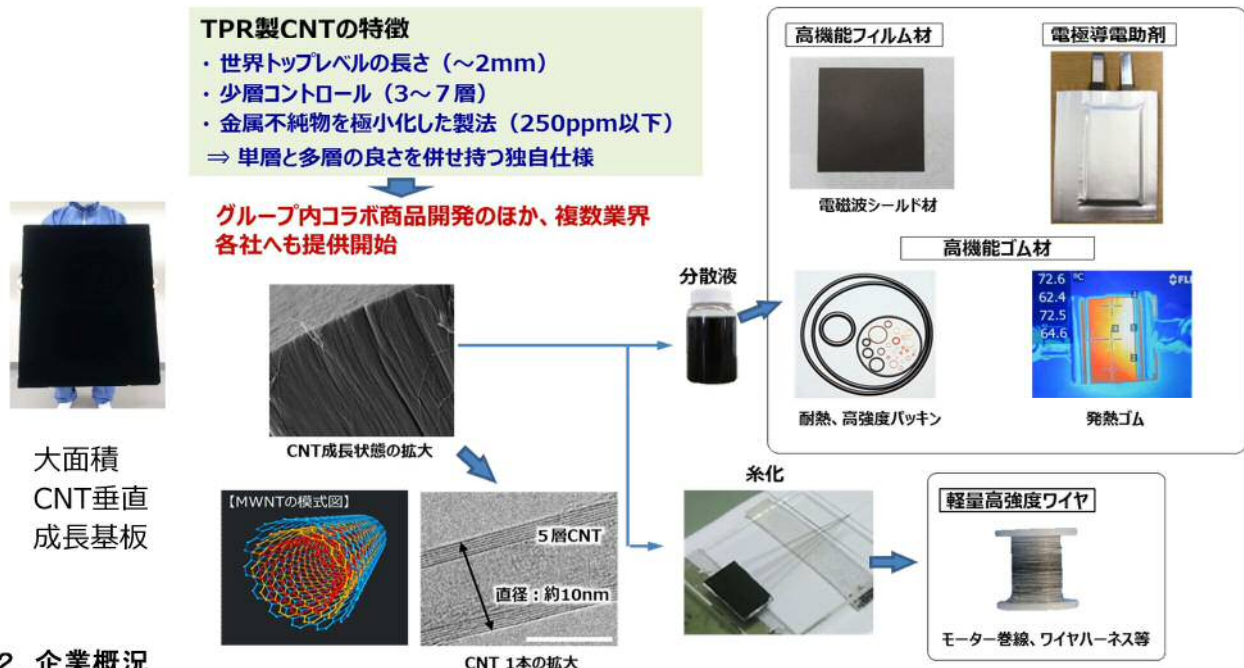 TPR製CNTの特徴
・世界トップレベルの長さ（～2mm）
・少層コントロール（3～７層）
・金属不純物を極小化した製法（250ppm以下）
⇒ 単層と多層の良さを併せ持つ独自仕様
グループ内コラボ商品開発のほか、複数業界
各社へも提供開始
大面積
CNT垂直
成長基板
CNT成長状態の拡大
【MWNTの模式図】
５層CNT
直径：約10nm
CNT 1本の拡大
分散液
糸化
高機能フィルム材
電磁波シールド材
電極導電助剤
高機能ゴム材
耐熱、高強度パッキン
72.6 ℃
62.4
72.5
64.6
発熱ゴム
軽量高強度ワイヤ
モーター巻線、ワイヤハーネス等
2 企業概況